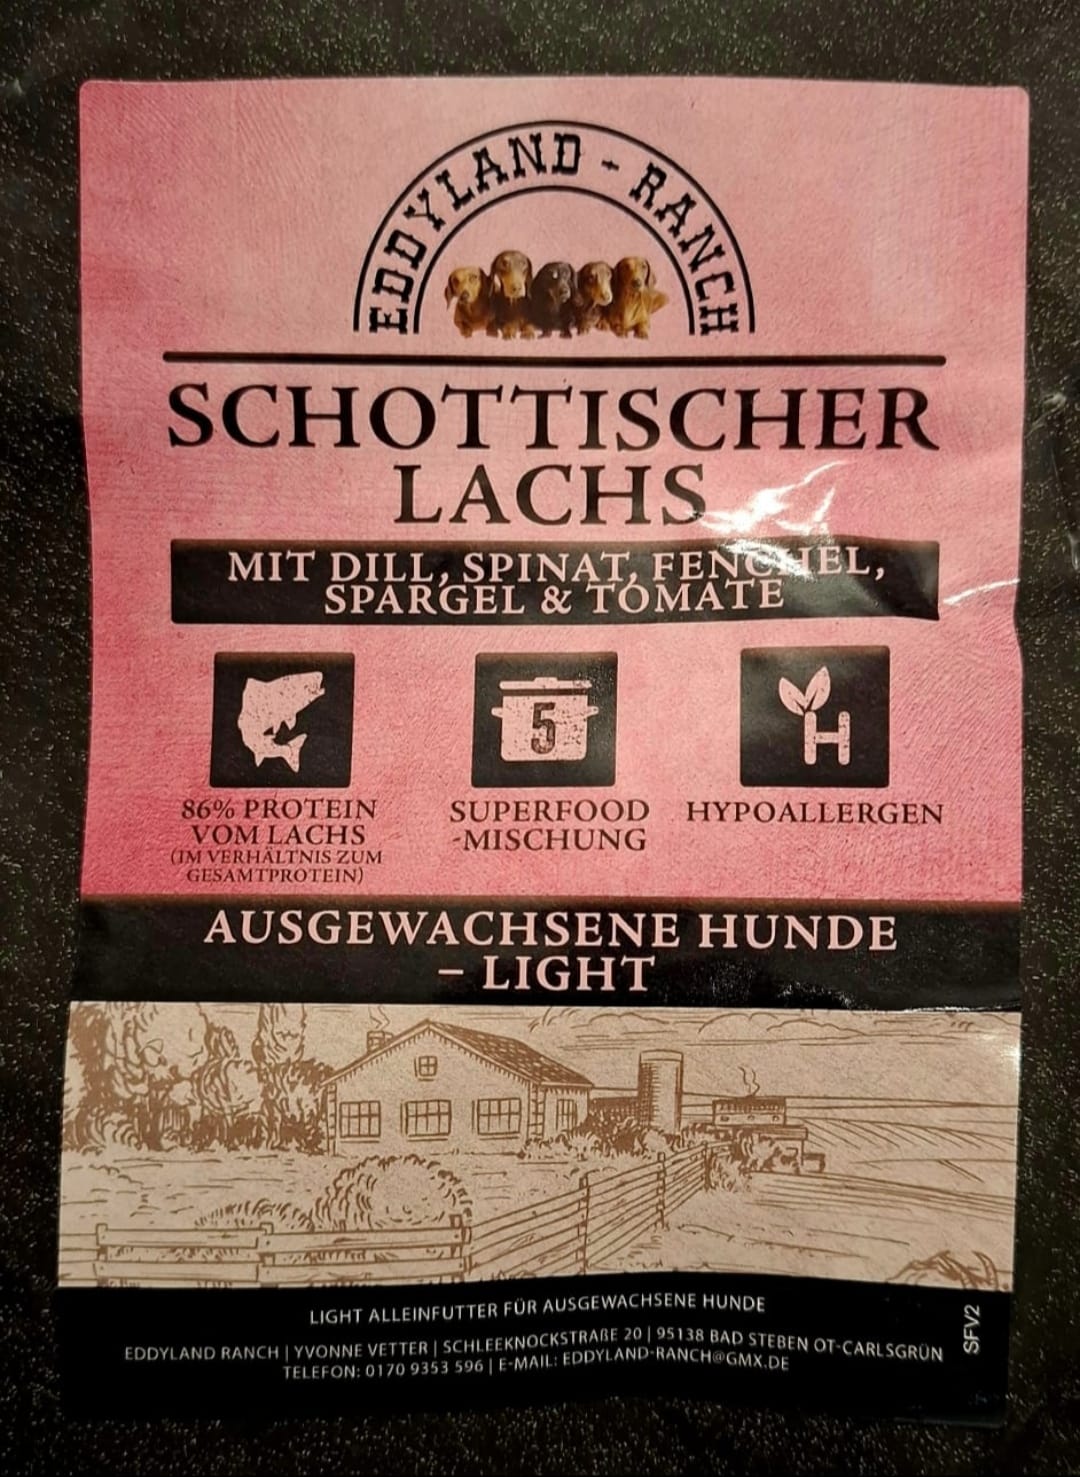 EDDYLAND - RANCH
SCHOTTISCHER
LACHS
MIT DILL, SPINAT, FENCHEL,
SPARGEL & TOMATE
5
H
86% PROTEIN
VOM LACHS
(IM VERHÄLTNIS ZUM
GESAMTPROTEIN)
SUPERFOOD
-MISCHUNG
HYPOALLERGEN
AUSGEWACHSENE HUNDE
– LIGHT
LIGHT ALLEINFUTTER FÜR AUSGEWACHSENE HUNDE
EDDYLAND RANCH | YVONNE VETTER | SCHLEEKNOCKSTRAßE 20 | 95138 BAD STEBEN OT-CARLSGRÜN
TELEFON: 0170 9353 596 | E-MAIL: EDDYLAND-RANCH@GMX.DE
SFV2